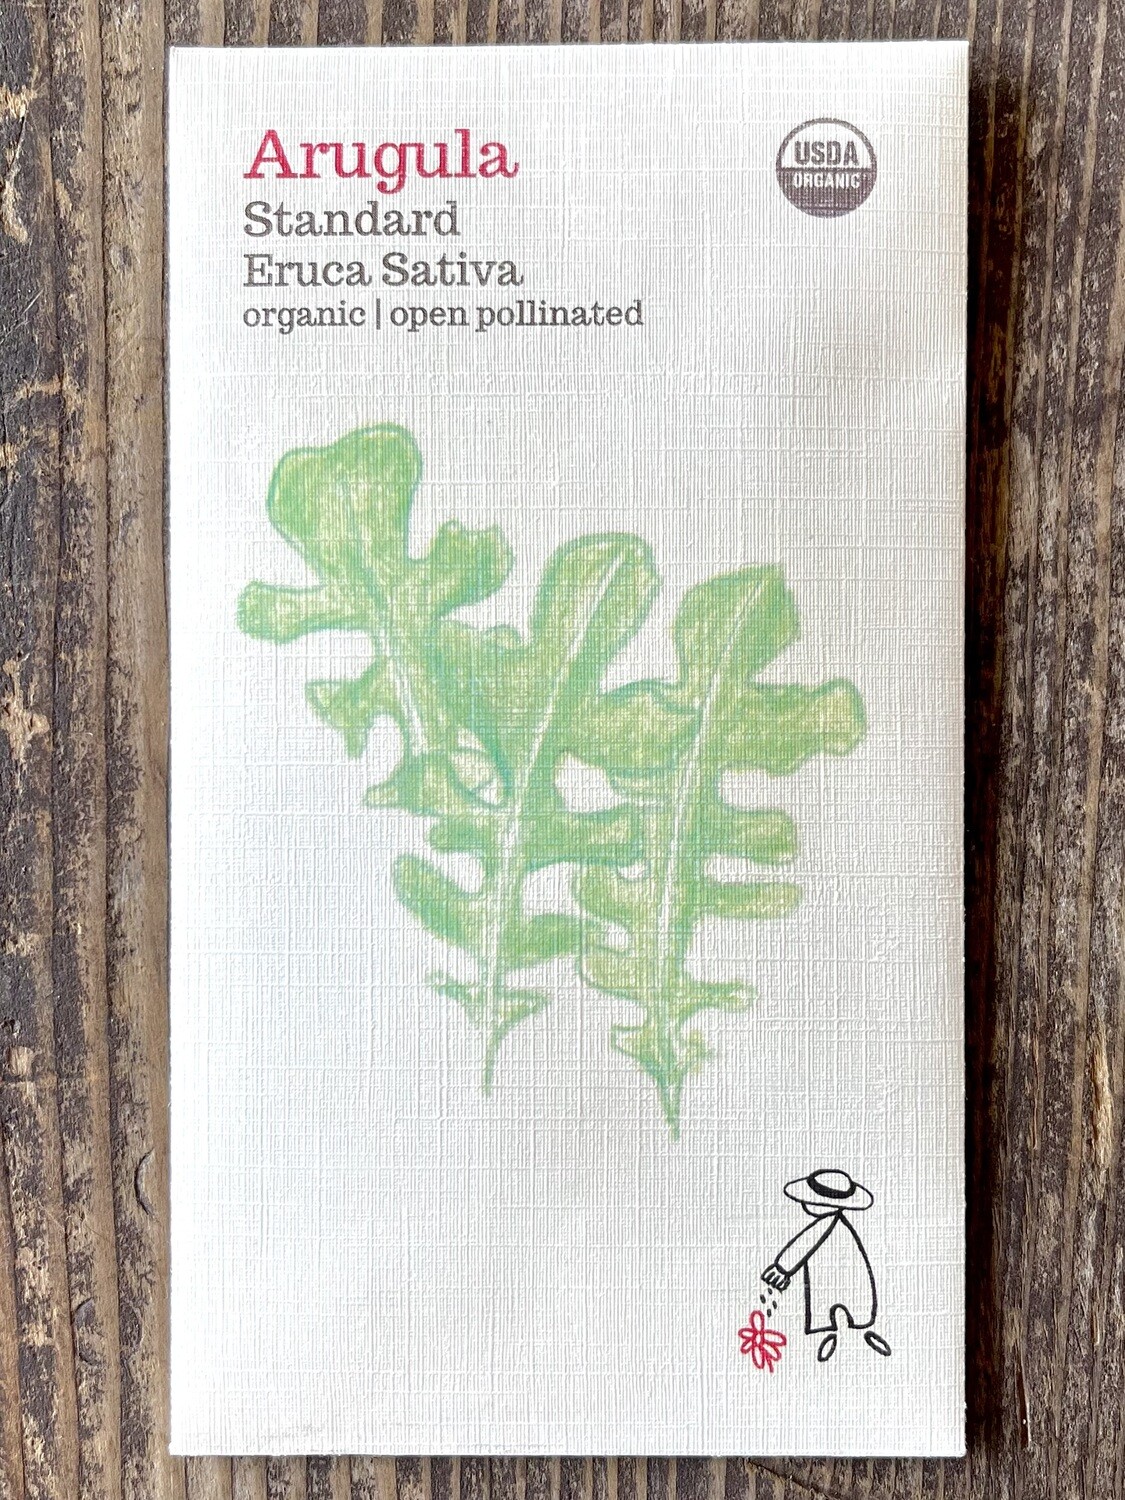 Arugula
Standard
Eruca Sativa
organic | open pollinated
USDA
ORGANIC